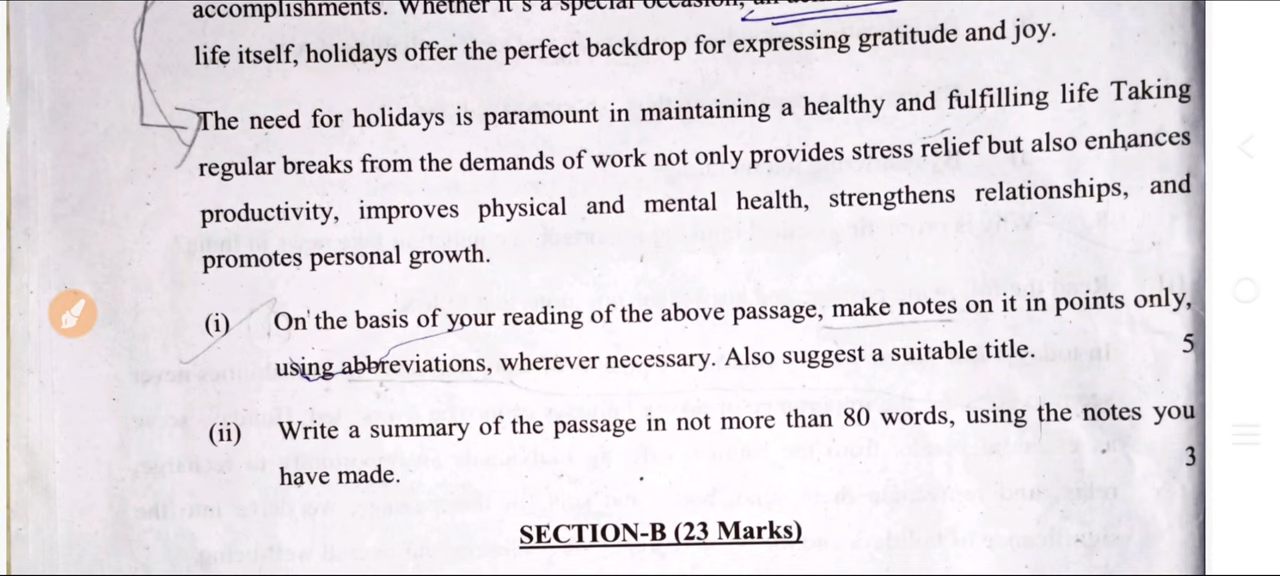 accomplishments. Whether it's a special occasion, an
life itself, holidays offer the perfect backdrop for expressing gratitude and joy.
The need for holidays is paramount in maintaining a healthy and fulfilling life Taking
regular breaks from the demands of work not only provides stress relief but also enhances
productivity, improves physical and mental health, strengthens relationships, and
promotes personal growth.
(i) On the basis of your reading of the above passage, make notes on it in points only,
using abbreviations, wherever necessary. Also suggest a suitable title. 5
(ii) Write a summary of the passage in not more than 80 words, using the notes you
have made. 3
SECTION-B (23 Marks)